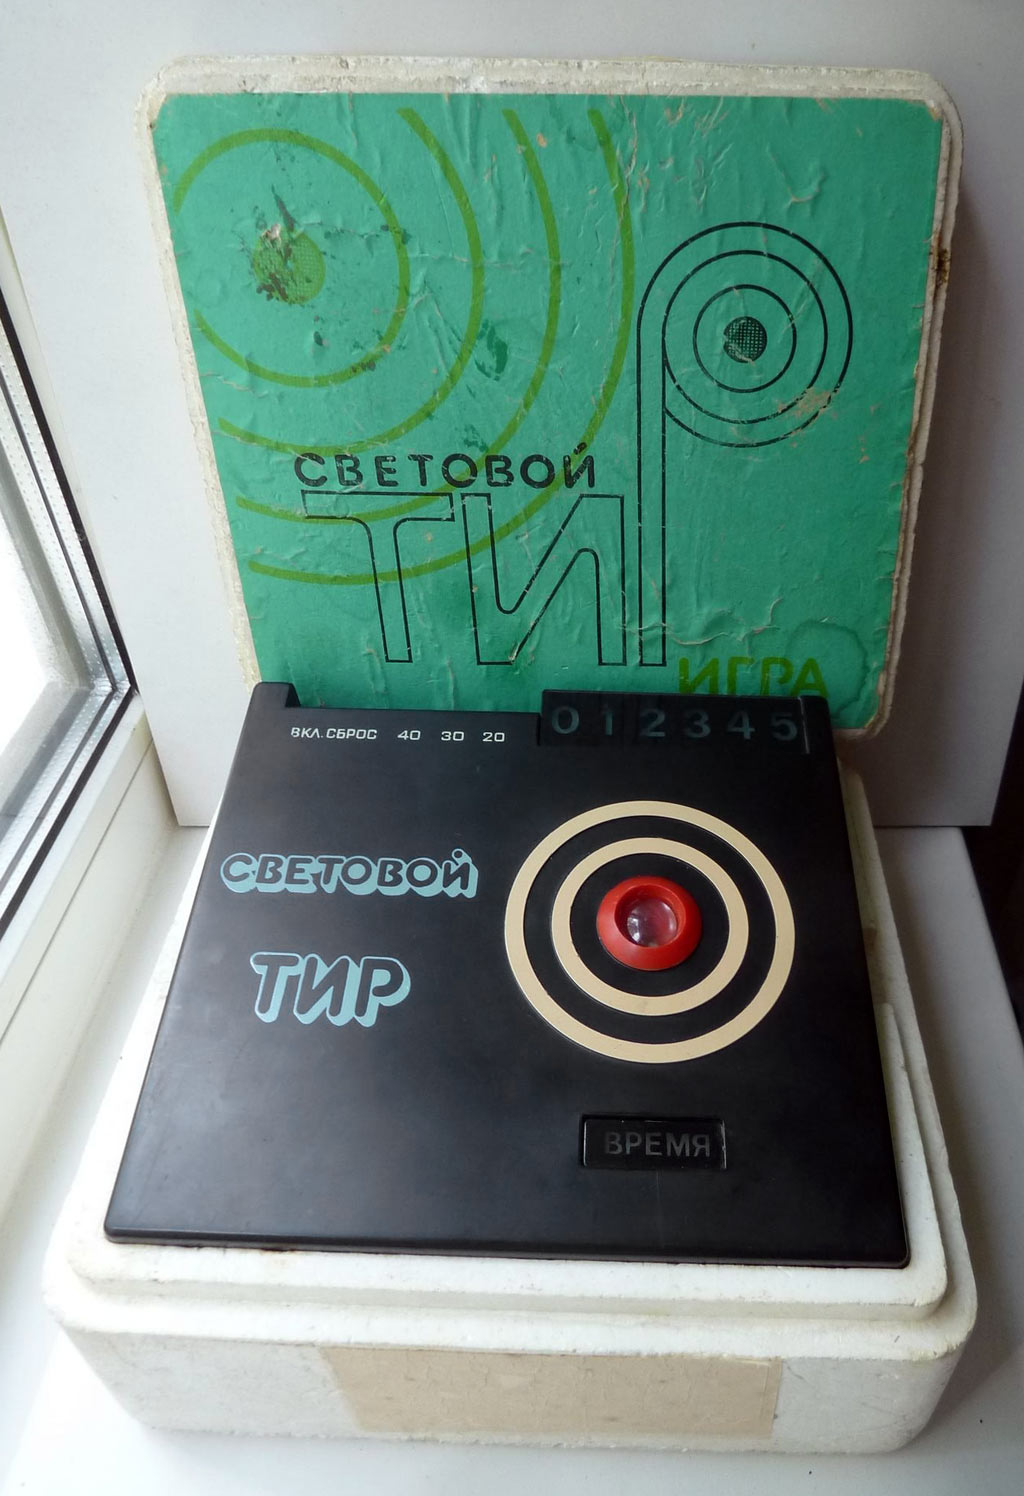 СВЕТОВОЙ
ТИР
ИГРА
ВКЛ. СБРОС 40 30 20
0 1 2 3 4 5
СВЕТОВОЙ
ТИР
ВРЕМЯ